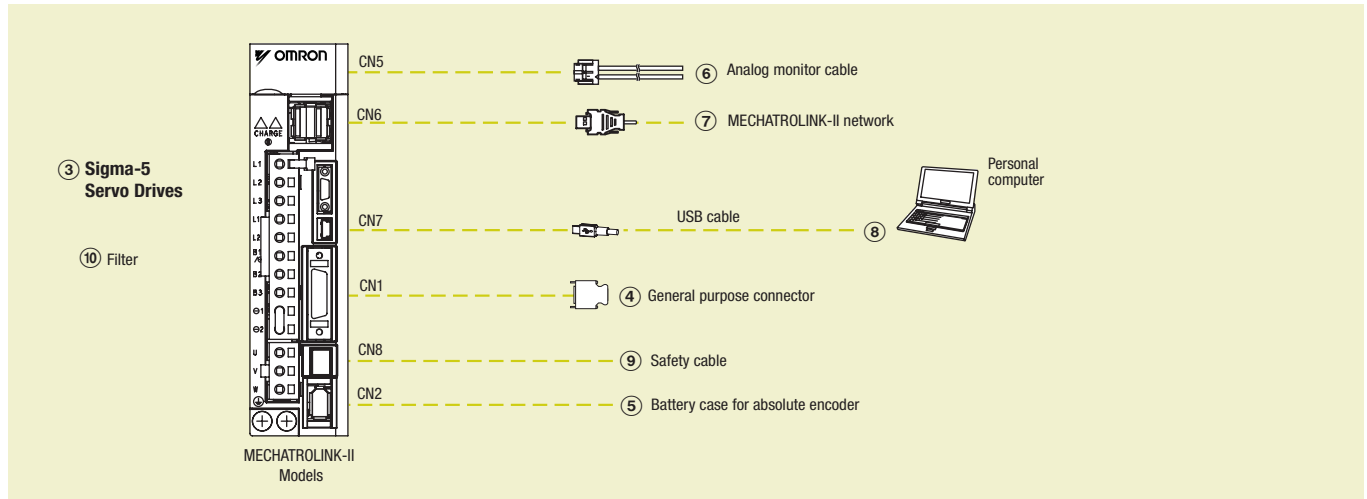 OMRON
CN5
⑥ Analog monitor cable
CN6
⑦ MECHATROLINK-II network
CHARGE
③ Sigma-5
Servo Drives
L1
L2
L3
L1
L2
B1
/⊕
B2
B3
⊖1
⊖2
U
V
W
Personal
computer
CN7
USB cable
⑧
⑩ Filter
CN1
④ General purpose connector
CN8
⑨ Safety cable
CN2
⑤ Battery case for absolute encoder
MECHATROLINK-II
Models